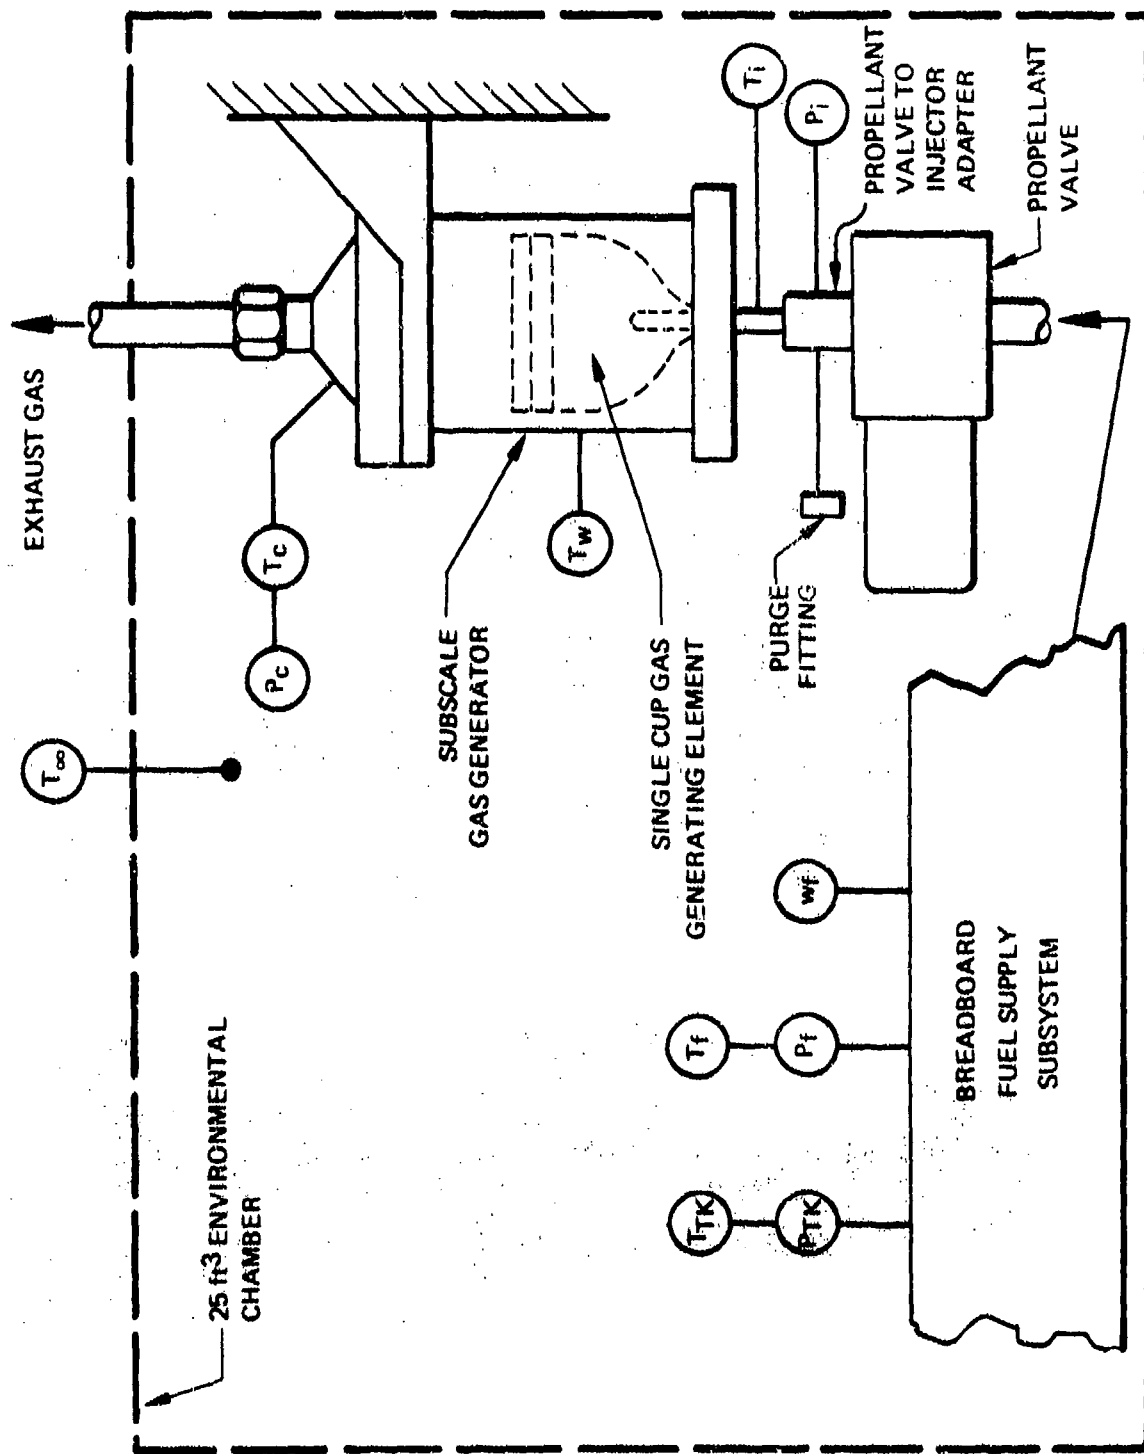 EXHAUST GAS
T∞
25 ft³ ENVIRONMENTAL
CHAMBER
Pc
Tc
SUBSCALE
GAS GENERATOR
Tw
SINGLE CUP GAS
GENERATING ELEMENT
Ti
Pi
PROPELLANT
VALVE TO
INJECTOR
ADAPTER
PROPELLANT
VALVE
PURGE
FITTING
TTK
PTK
Tf
Pf
wf
BREADBOARD
FUEL SUPPLY
SUBSYSTEM